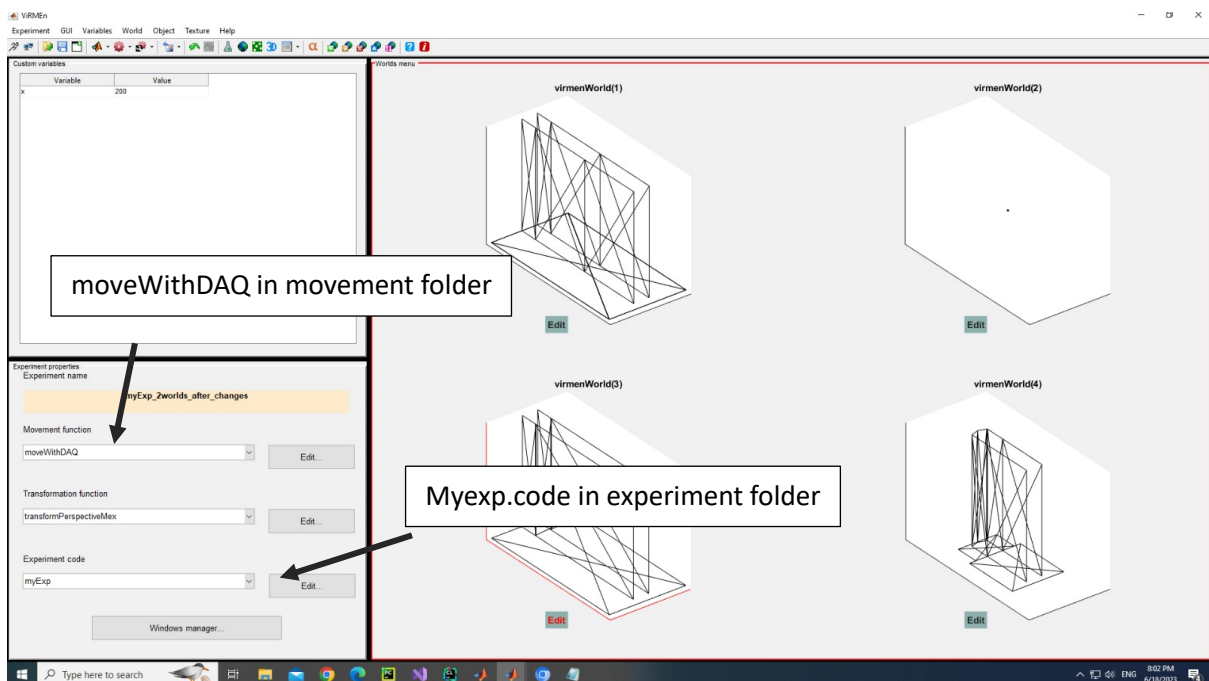 ViRMEn
Experiment GUI Variables World Object Texture Help
Custom variables
Variable Value
x 200
Worlds menu
virmenWorld(1)
Edit
virmenWorld(2)
Edit
moveWithDAQ in movement folder
Experiment properties
Experiment name
myExp_2worlds_after_changes
Movement function
moveWithDAQ
Edit...
Transformation function
transformPerspectiveMex
Edit...
Experiment code
myExp
Edit...
Windows manager...
virmenWorld(3)
Edit
virmenWorld(4)
Edit
Myexp.code in experiment folder
Type here to search
ENG
8:02 PM
6/18/2023